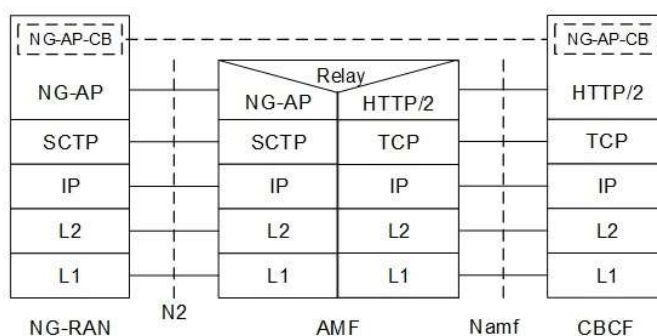 NG-AP-CB NG-AP-CB
Relay
NG-AP NG-AP HTTP/2 HTTP/2
SCTP SCTP TCP TCP
IP IP IP IP
L2 L2 L2 L2
L1 L1 L1 L1
N2 Namf
NG-RAN AMF CBCF